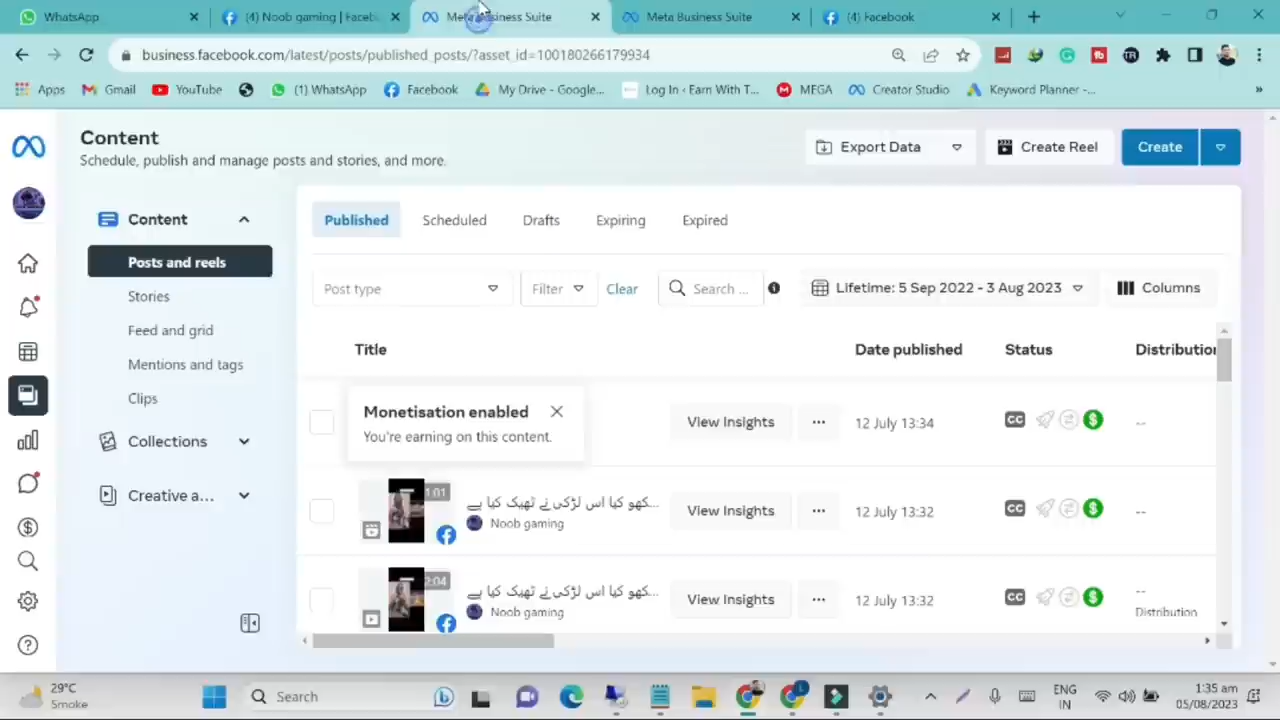 WhatsApp
(4) Noob gaming | Faceb
Meta Business Suite
Meta Business Suite
(4) Facebook
business.facebook.com/latest/posts/published_posts/?asset_id=100180266179934
Apps
Gmail
YouTube
(1) WhatsApp
Facebook
My Drive - Google...
Log In ‹ Earn With T...
MEGA
Creator Studio
Keyword Planner -...
Content
Schedule, publish and manage posts and stories, and more.
Export Data
Create Reel
Create
Content
Posts and reels
Stories
Feed and grid
Mentions and tags
Clips
Collections
Creative a...
Published
Scheduled
Drafts
Expiring
Expired
Post type
Filter
Clear
Search ...
Lifetime: 5 Sep 2022 - 3 Aug 2023
Columns
Title
Date published
Status
Distribution
Monetisation enabled
You're earning on this content.
View Insights
...
12 July 13:34
CC
--
1:01
کھو کیا اس لڑکی نے ٹھیک کیا ہے...
Noob gaming
View Insights
...
12 July 13:32
CC
--
2:04
کھو کیا اس لڑکی نے ٹھیک کیا ہے...
Noob gaming
View Insights
...
12 July 13:32
CC
--
Distribution
29°C
Smoke
Search
ENG
IN
1:35 am
05/08/2023